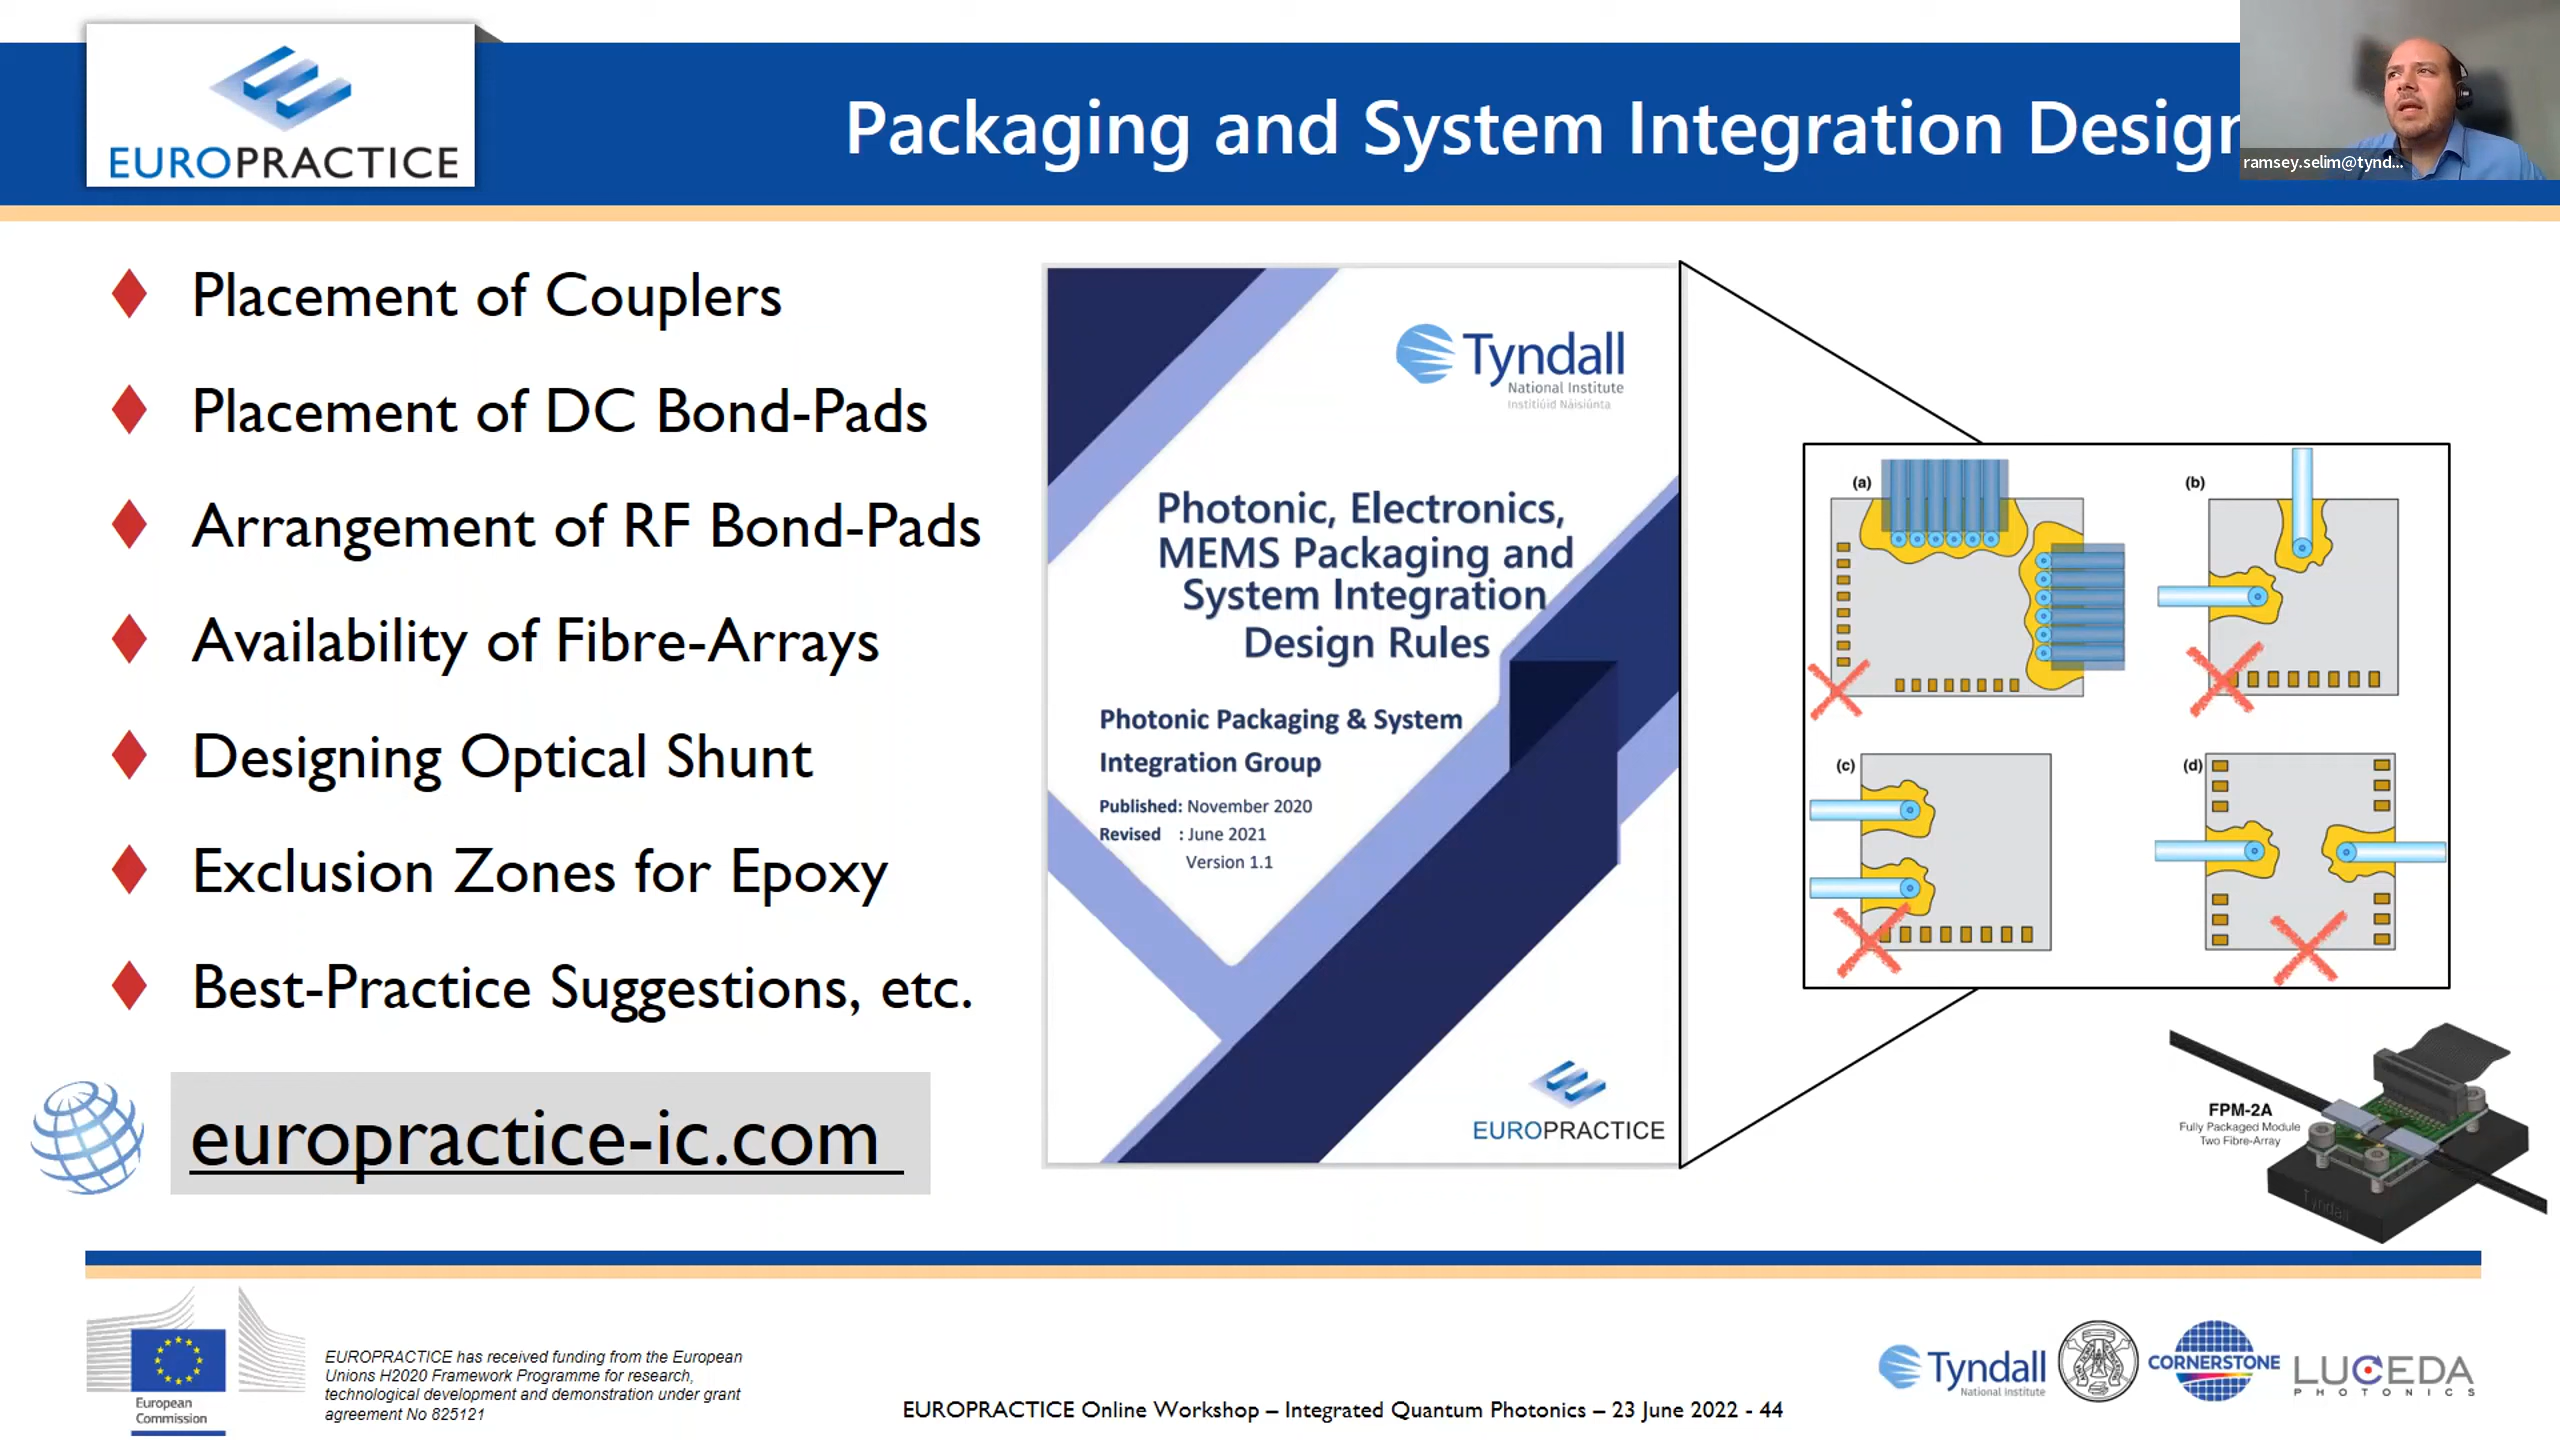 EUROPRACTICE
Packaging and System Integration Design
ramsey.selim@tynd...
Placement of Couplers
Placement of DC Bond-Pads
Arrangement of RF Bond-Pads
Availability of Fibre-Arrays
Designing Optical Shunt
Exclusion Zones for Epoxy
Best-Practice Suggestions, etc.
europractice-ic.com
Tyndall
National Institute
Institiúid Náisiúnta
Photonic, Electronics,
MEMS Packaging and
System Integration
Design Rules
Photonic Packaging & System
Integration Group
Published: November 2020
Revised : June 2021
Version 1.1
EUROPRACTICE
(a)
(b)
(c)
(d)
FPM-2A
Fully Packaged Module
Two Fibre-Array
Tyndall
European
Commission
EUROPRACTICE has received funding from the European
Unions H2020 Framework Programme for research,
technological development and demonstration under grant
agreement No 825121
EUROPRACTICE Online Workshop – Integrated Quantum Photonics – 23 June 2022 - 44
Tyndall
National Institute
CORNERSTONE
LUCEDA
PHOTONICS